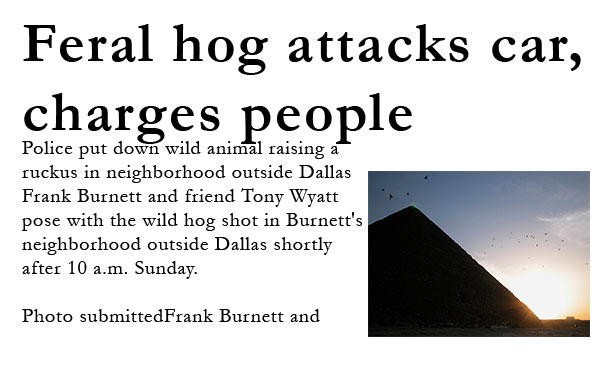 Feral hog attacks car,
charges people
Police put down wild animal raising a
ruckus in neighborhood outside Dallas
Frank Burnett and friend Tony Wyatt
pose with the wild hog shot in Burnett's
neighborhood outside Dallas shortly
after 10 a.m. Sunday.
Photo submittedFrank Burnett and